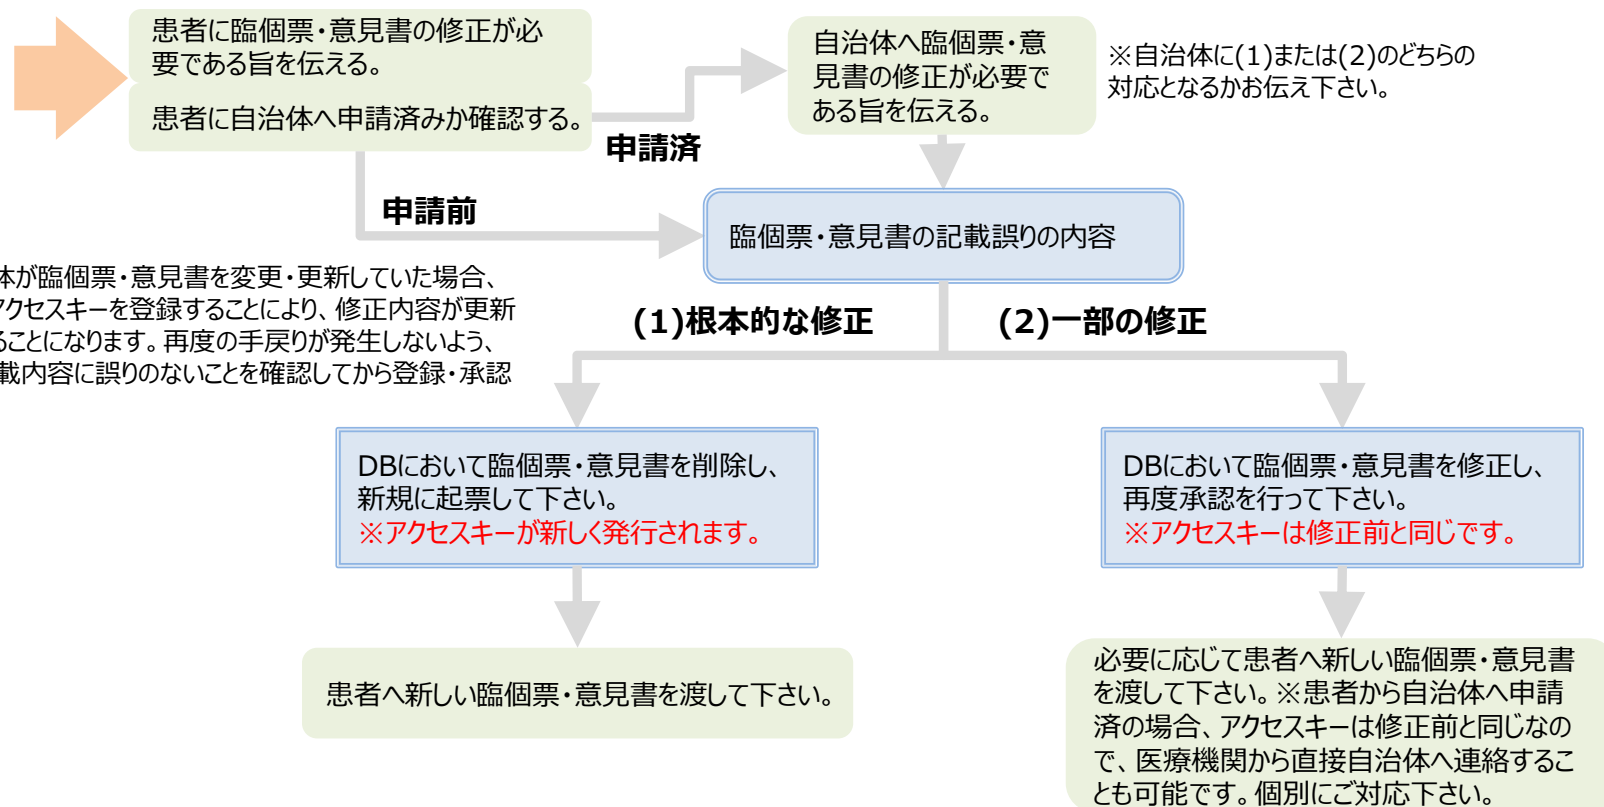 患者に臨個票・意見書の修正が必
要である旨を伝える。
患者に自治体へ申請済みか確認する。
申請済
自治体へ臨個票・意
見書の修正が必要で
ある旨を伝える。
※自治体に(1)または(2)のどちらの
対応となるかお伝え下さい。
申請前
臨個票・意見書の記載誤りの内容
体が臨個票・意見書を変更・更新していた場合、
アクセスキーを登録することにより、修正内容が更新
ることになります。再度の手戻りが発生しないよう、
載内容に誤りのないことを確認してから登録・承認
(1)根本的な修正
(2)一部の修正
DBにおいて臨個票・意見書を削除し、
新規に起票して下さい。
※アクセスキーが新しく発行されます。
DBにおいて臨個票・意見書を修正し、
再度承認を行って下さい。
※アクセスキーは修正前と同じです。
患者へ新しい臨個票・意見書を渡して下さい。
必要に応じて患者へ新しい臨個票・意見書
を渡して下さい。※患者から自治体へ申請
済の場合、アクセスキーは修正前と同じなの
で、医療機関から直接自治体へ連絡するこ
とも可能です。個別にご対応下さい。